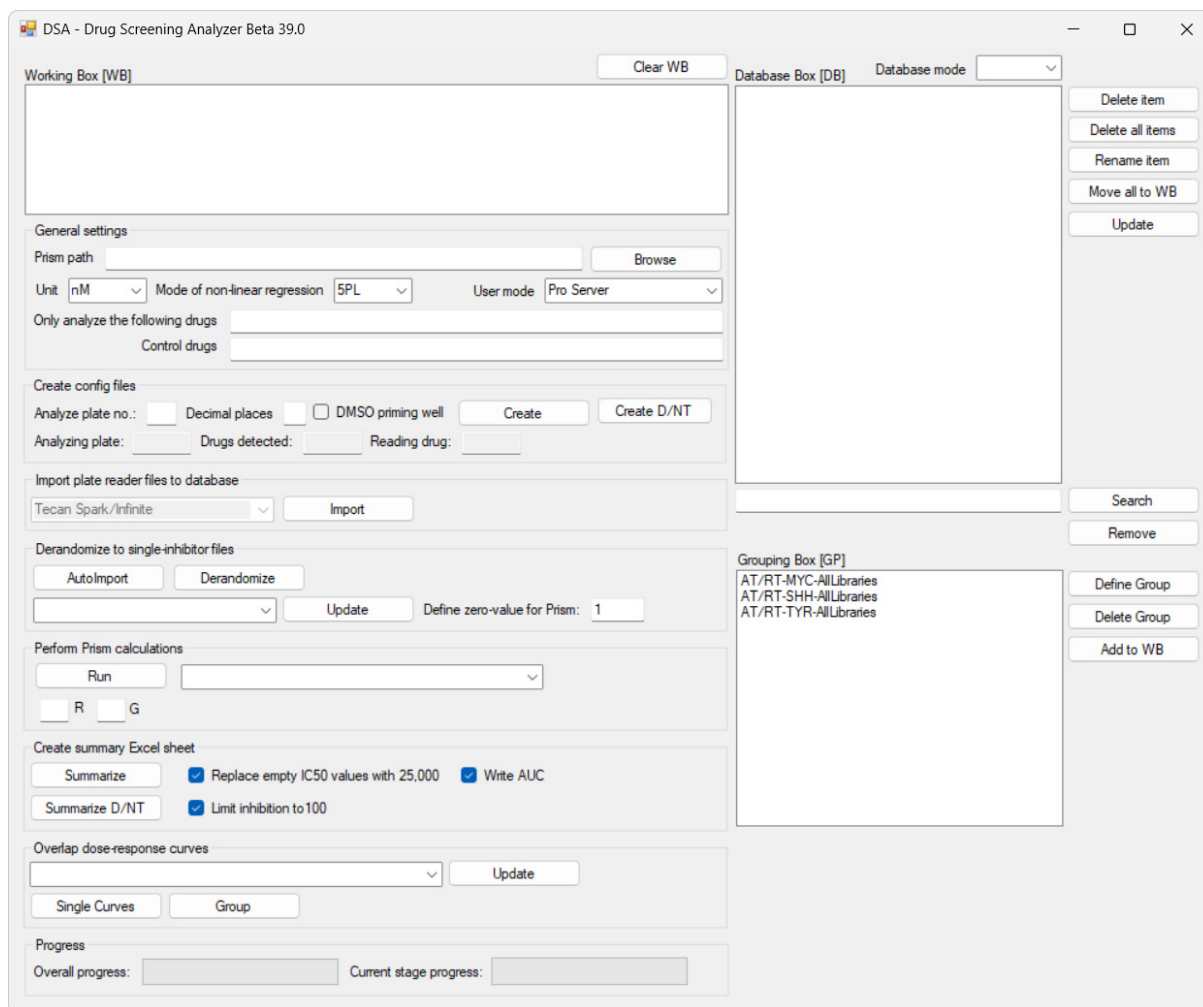 DSA - Drug Screening Analyzer Beta 39.0
Working Box [WB]
Clear WB
Database Box [DB]
Database mode
Delete item
Delete all items
Rename item
Move all to WB
Update
General settings
Prism path
Browse
Unit nM Mode of non-linear regression 5PL User mode Pro Server
Only analyze the following drugs
Control drugs
Create config files
Analyze plate no.: Decimal places DMSO priming well Create Create D/NT
Analyzing plate: Drugs detected: Reading drug:
Import plate reader files to database
Tecan Spark/Infinite Import
Search
Remove
Derandomize to single-inhibitor files
AutoImport Derandomize
Update Define zero-value for Prism: 1
Grouping Box [GP]
AT/RT-MYC-AllLibraries
AT/RT-SHH-AllLibraries
AT/RT-TYR-AllLibraries
Define Group
Delete Group
Add to WB
Perform Prism calculations
Run
R G
Create summary Excel sheet
Summarize Replace empty IC50 values with 25,000 Write AUC
Summarize D/NT Limit inhibition to 100
Overlap dose-response curves
Update
Single Curves Group
Progress
Overall progress: Current stage progress: